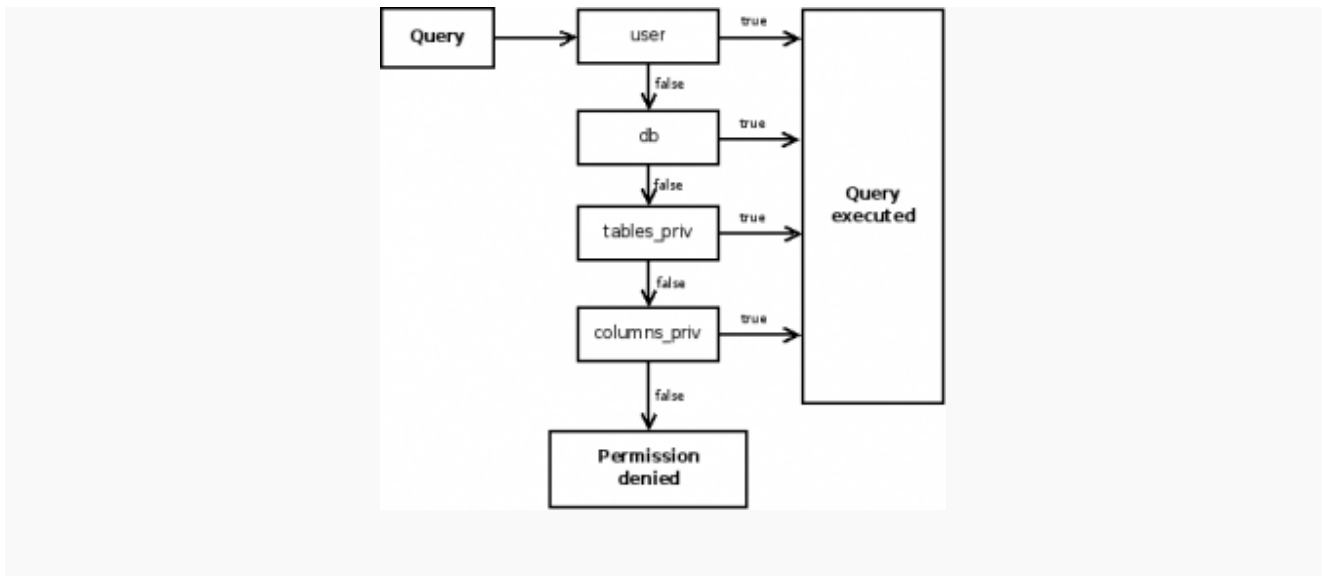 Query
user
true
false
db
true
false
tables_priv
true
false
columns_priv
true
false
Query
executed
Permission
denied